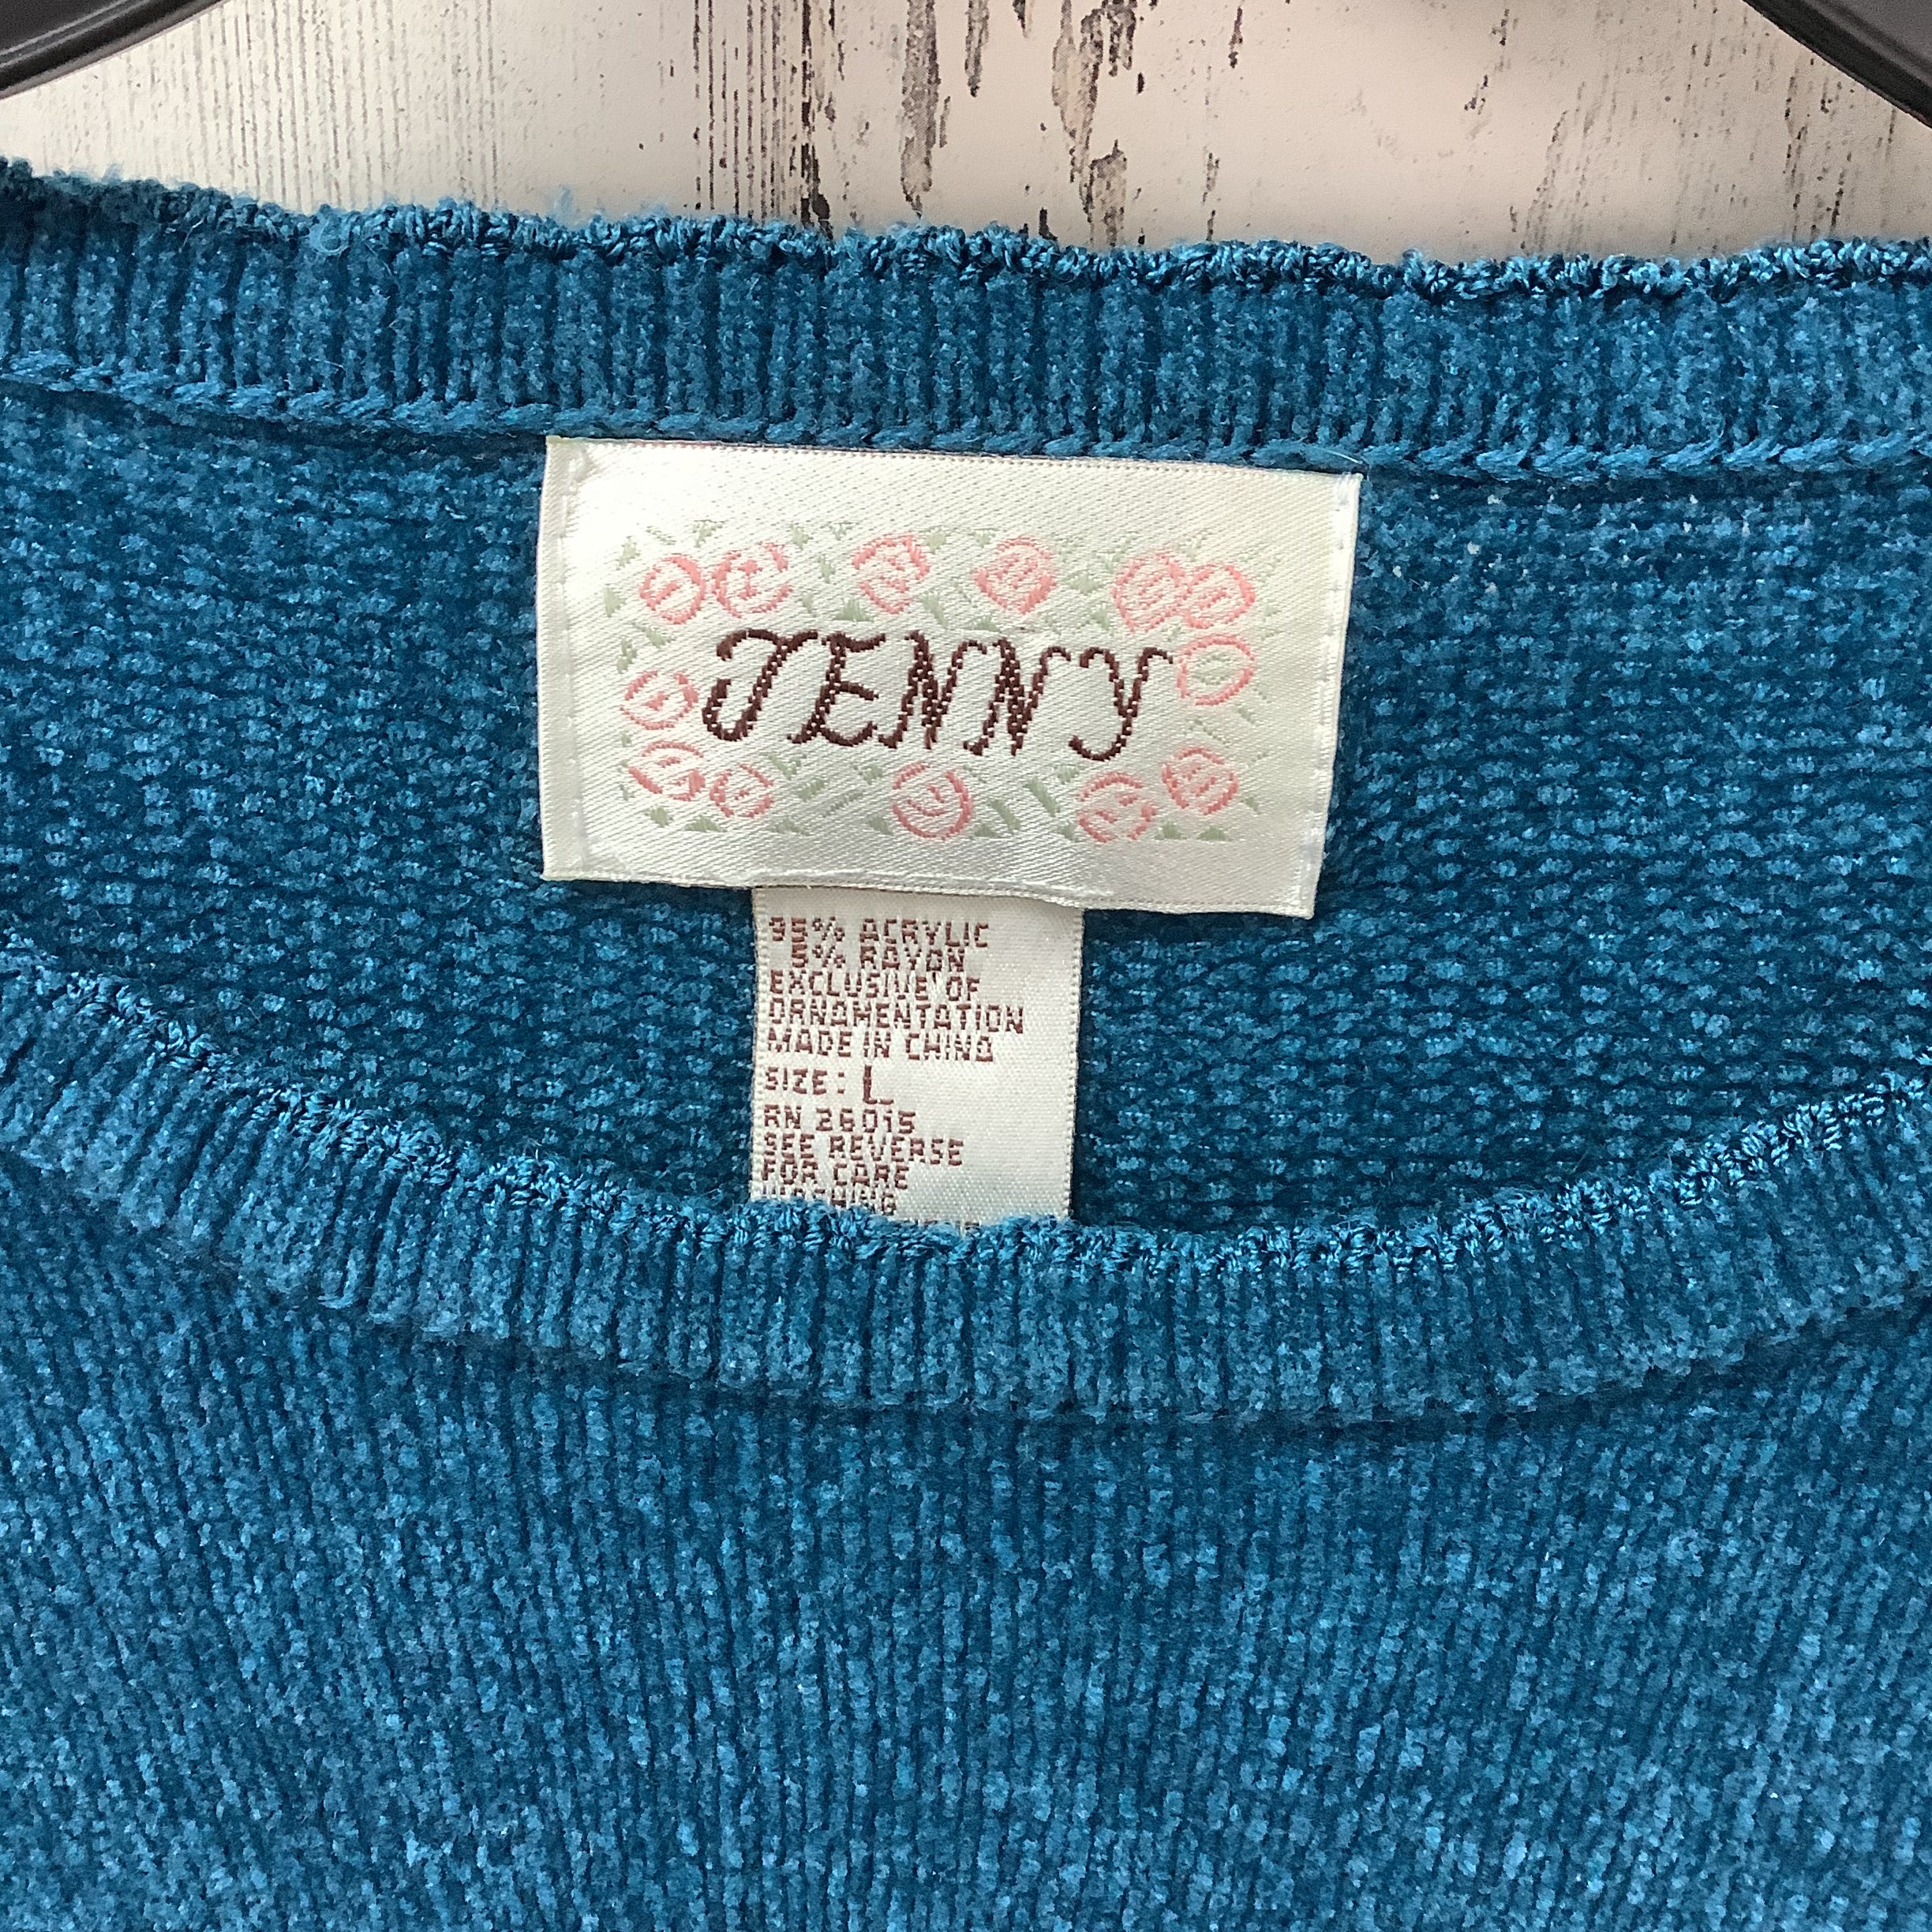 JENNY
95% ACRYLIC
5% RAYON
EXCLUSIVE OF
ORNAMENTATION
MADE IN CHINA
SIZE: L
RN 26015
SEE REVERSE
FOR CARE